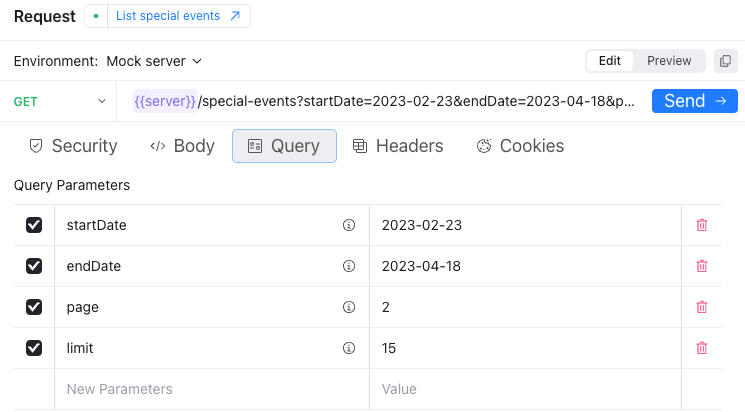 Request List special events
Environment: Mock server Edit Preview
GET {{server}}/special-events?startDate=2023-02-23&endDate=2023-04-18&p... Send
Security Body Query Headers Cookies
Query Parameters
startDate 2023-02-23
endDate 2023-04-18
page 2
limit 15
New Parameters Value